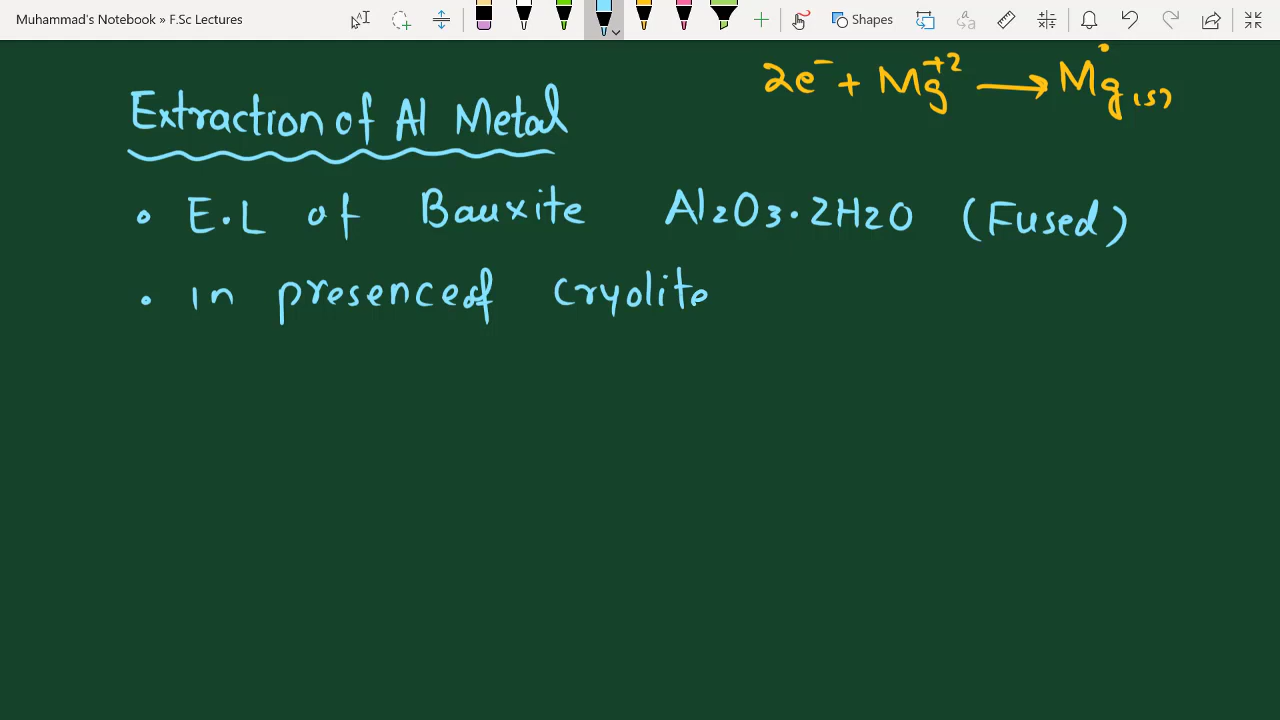 Muhammad's Notebook » F.Sc Lectures
Shapes
2e⁻ + Mg⁺² ⟶ Mg° (s)
Extraction of Al Metal
• E.L of Bauxite Al2O3·2H2O (Fused)
• in presence of cryolite